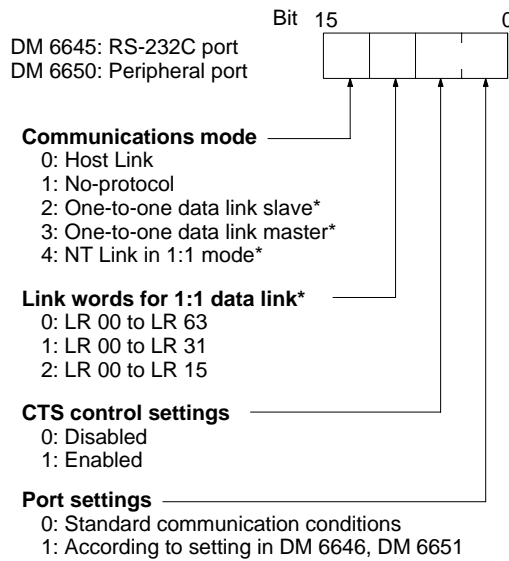 Bit 15 0
DM 6645: RS-232C port
DM 6650: Peripheral port
Communications mode
0: Host Link
1: No-protocol
2: One-to-one data link slave*
3: One-to-one data link master*
4: NT Link in 1:1 mode*
Link words for 1:1 data link*
0: LR 00 to LR 63
1: LR 00 to LR 31
2: LR 00 to LR 15
CTS control settings
0: Disabled
1: Enabled
Port settings
0: Standard communication conditions
1: According to setting in DM 6646, DM 6651